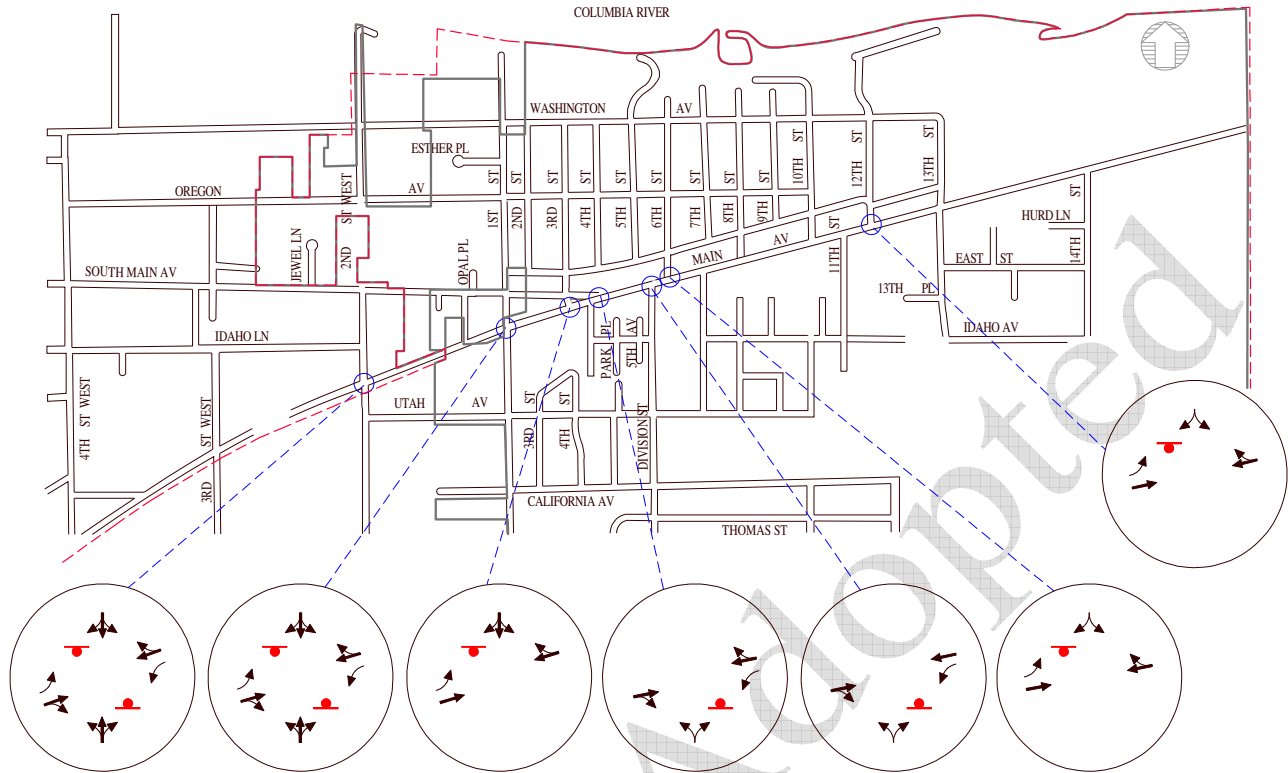 COLUMBIA RIVER
WASHINGTON AV
ESTHER PL
OREGON AV
2ND ST WEST
1ST ST
2ND ST
3RD ST
4TH ST
5TH ST
6TH ST
7TH ST
8TH ST
9TH ST
10TH ST
12TH ST
13TH ST
MAIN AV
11TH ST
HURD LN
14TH ST
EAST ST
13TH PL
IDAHO AV
JEWEL LN
OPAL PL
SOUTH MAIN AV
IDAHO LN
PARK PL
5TH AV
UTAH AV
3RD ST
4TH ST
DIVISION ST
4TH ST WEST
3RD ST WEST
CALIFORNIA AV
THOMAS ST
Adopted